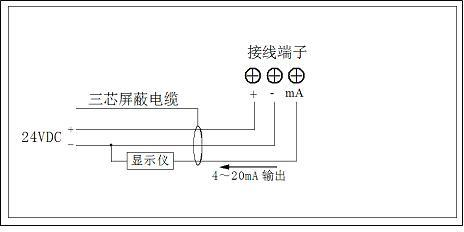 接线端子
+ - mA
三芯屏蔽电缆
+
24VDC
-
显示仪
4～20mA 输出